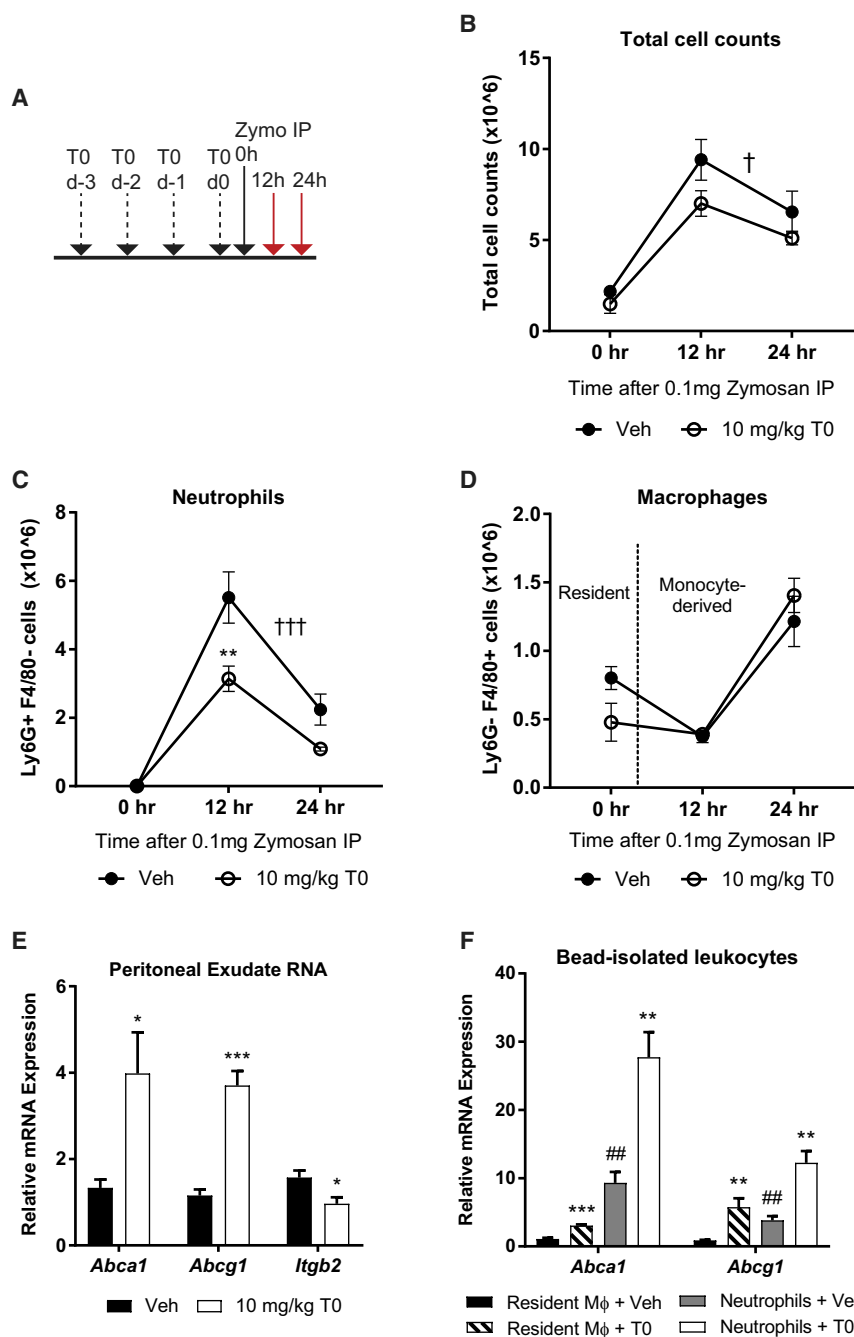 A
Zymo IP
T0 T0 T0 T0 0h
d-3 d-2 d-1 d0 12h 24h
B
Total cell counts
Total cell counts (x10^6)
15
10
5
0
†
0 hr 12 hr 24 hr
Time after 0.1mg Zymosan IP
Veh 10 mg/kg T0
C
Neutrophils
Ly6G+ F4/80- cells (x10^6)
8
6
4
2
0
†††
**
0 hr 12 hr 24 hr
Time after 0.1mg Zymosan IP
Veh 10 mg/kg T0
D
Macrophages
Ly6G- F4/80+ cells (x10^6)
2.0
1.5
1.0
0.5
0.0
Resident
Monocyte-
derived
0 hr 12 hr 24 hr
Time after 0.1mg Zymosan IP
Veh 10 mg/kg T0
E
Peritoneal Exudate RNA
Relative mRNA Expression
6
4
2
0
*
***
*
Abca1 Abcg1 Itgb2
Veh 10 mg/kg T0
F
Bead-isolated leukocytes
Relative mRNA Expression
40
30
20
10
0
***
##
**
**
##
**
Abca1 Abcg1
Resident Mϕ + Veh Neutrophils + Ve
Resident Mϕ + T0 Neutrophils + T0